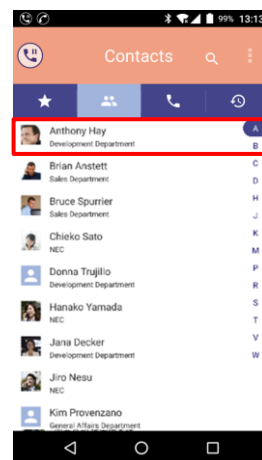 99% 13:13
Contacts
Anthony Hay
Development Department
Brian Anstett
Sales Department
Bruce Spurrier
Sales Department
Chieko Sato
NEC
Donna Trujilio
Development Department
Hanako Yamada
NEC
Jana Decker
Development Department
Jiro Nesu
NEC
Kim Provenzano
General Affairs Department
A
B
C
D
H
J
K
M
P
R
S
T
V
W